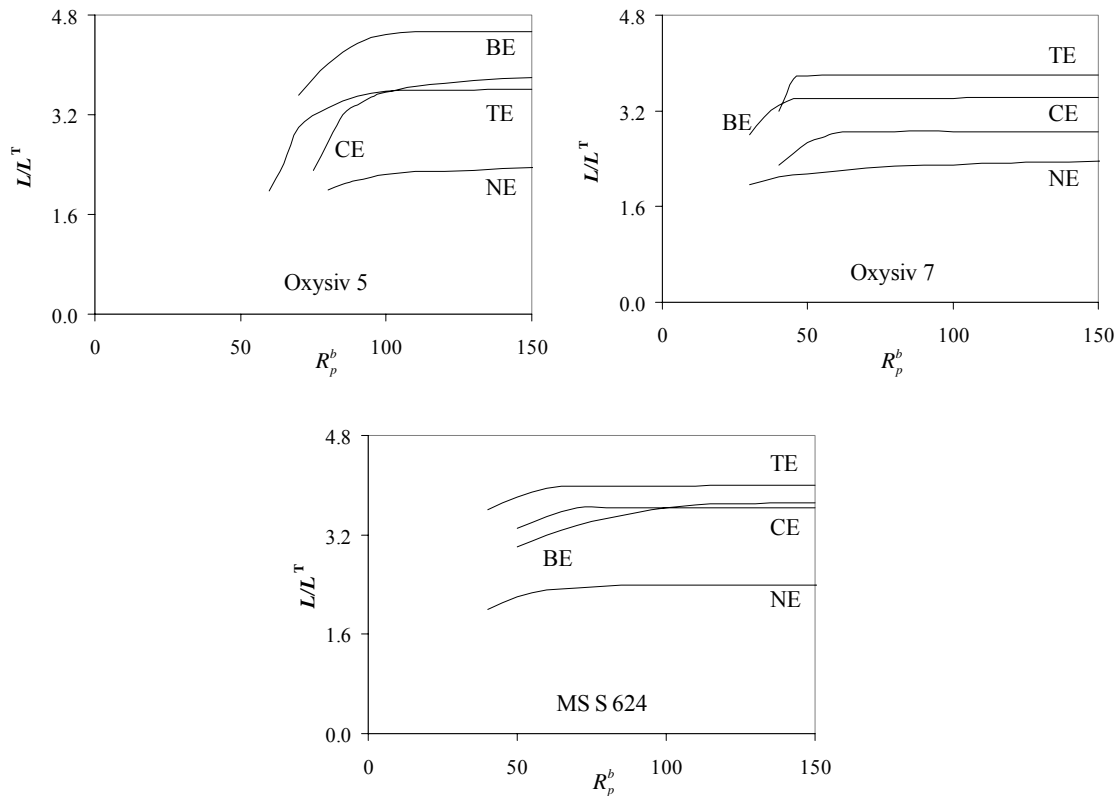 4.8
3.2
1.6
0.0
L/L^T
BE
TE
CE
NE
Oxysiv 5
0 50 100 150
R_p^b
4.8
3.2
1.6
0.0
L/L^T
TE
BE
CE
NE
Oxysiv 7
0 50 100 150
R_p^b
4.8
3.2
1.6
0.0
L/L^T
TE
CE
BE
NE
MS S 624
0 50 100 150
R_p^b